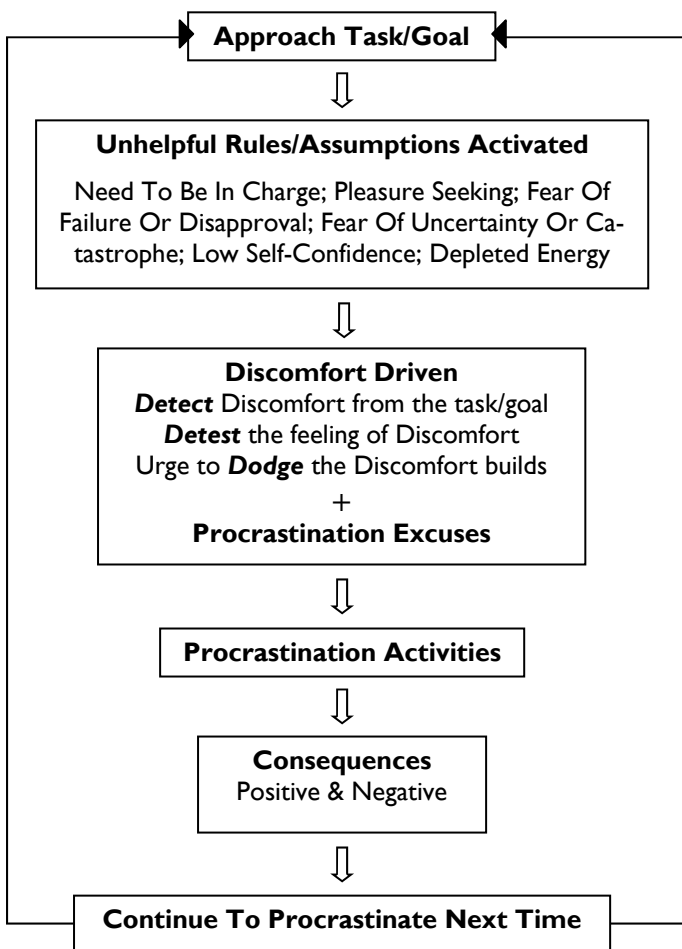 Approach Task/Goal
Unhelpful Rules/Assumptions Activated
Need To Be In Charge; Pleasure Seeking; Fear Of
Failure Or Disapproval; Fear Of Uncertainty Or Ca-
tastrophe; Low Self-Confidence; Depleted Energy
Discomfort Driven
Detect Discomfort from the task/goal
Detest the feeling of Discomfort
Urge to Dodge the Discomfort builds
+
Procrastination Excuses
Procrastination Activities
Consequences
Positive & Negative
Continue To Procrastinate Next Time